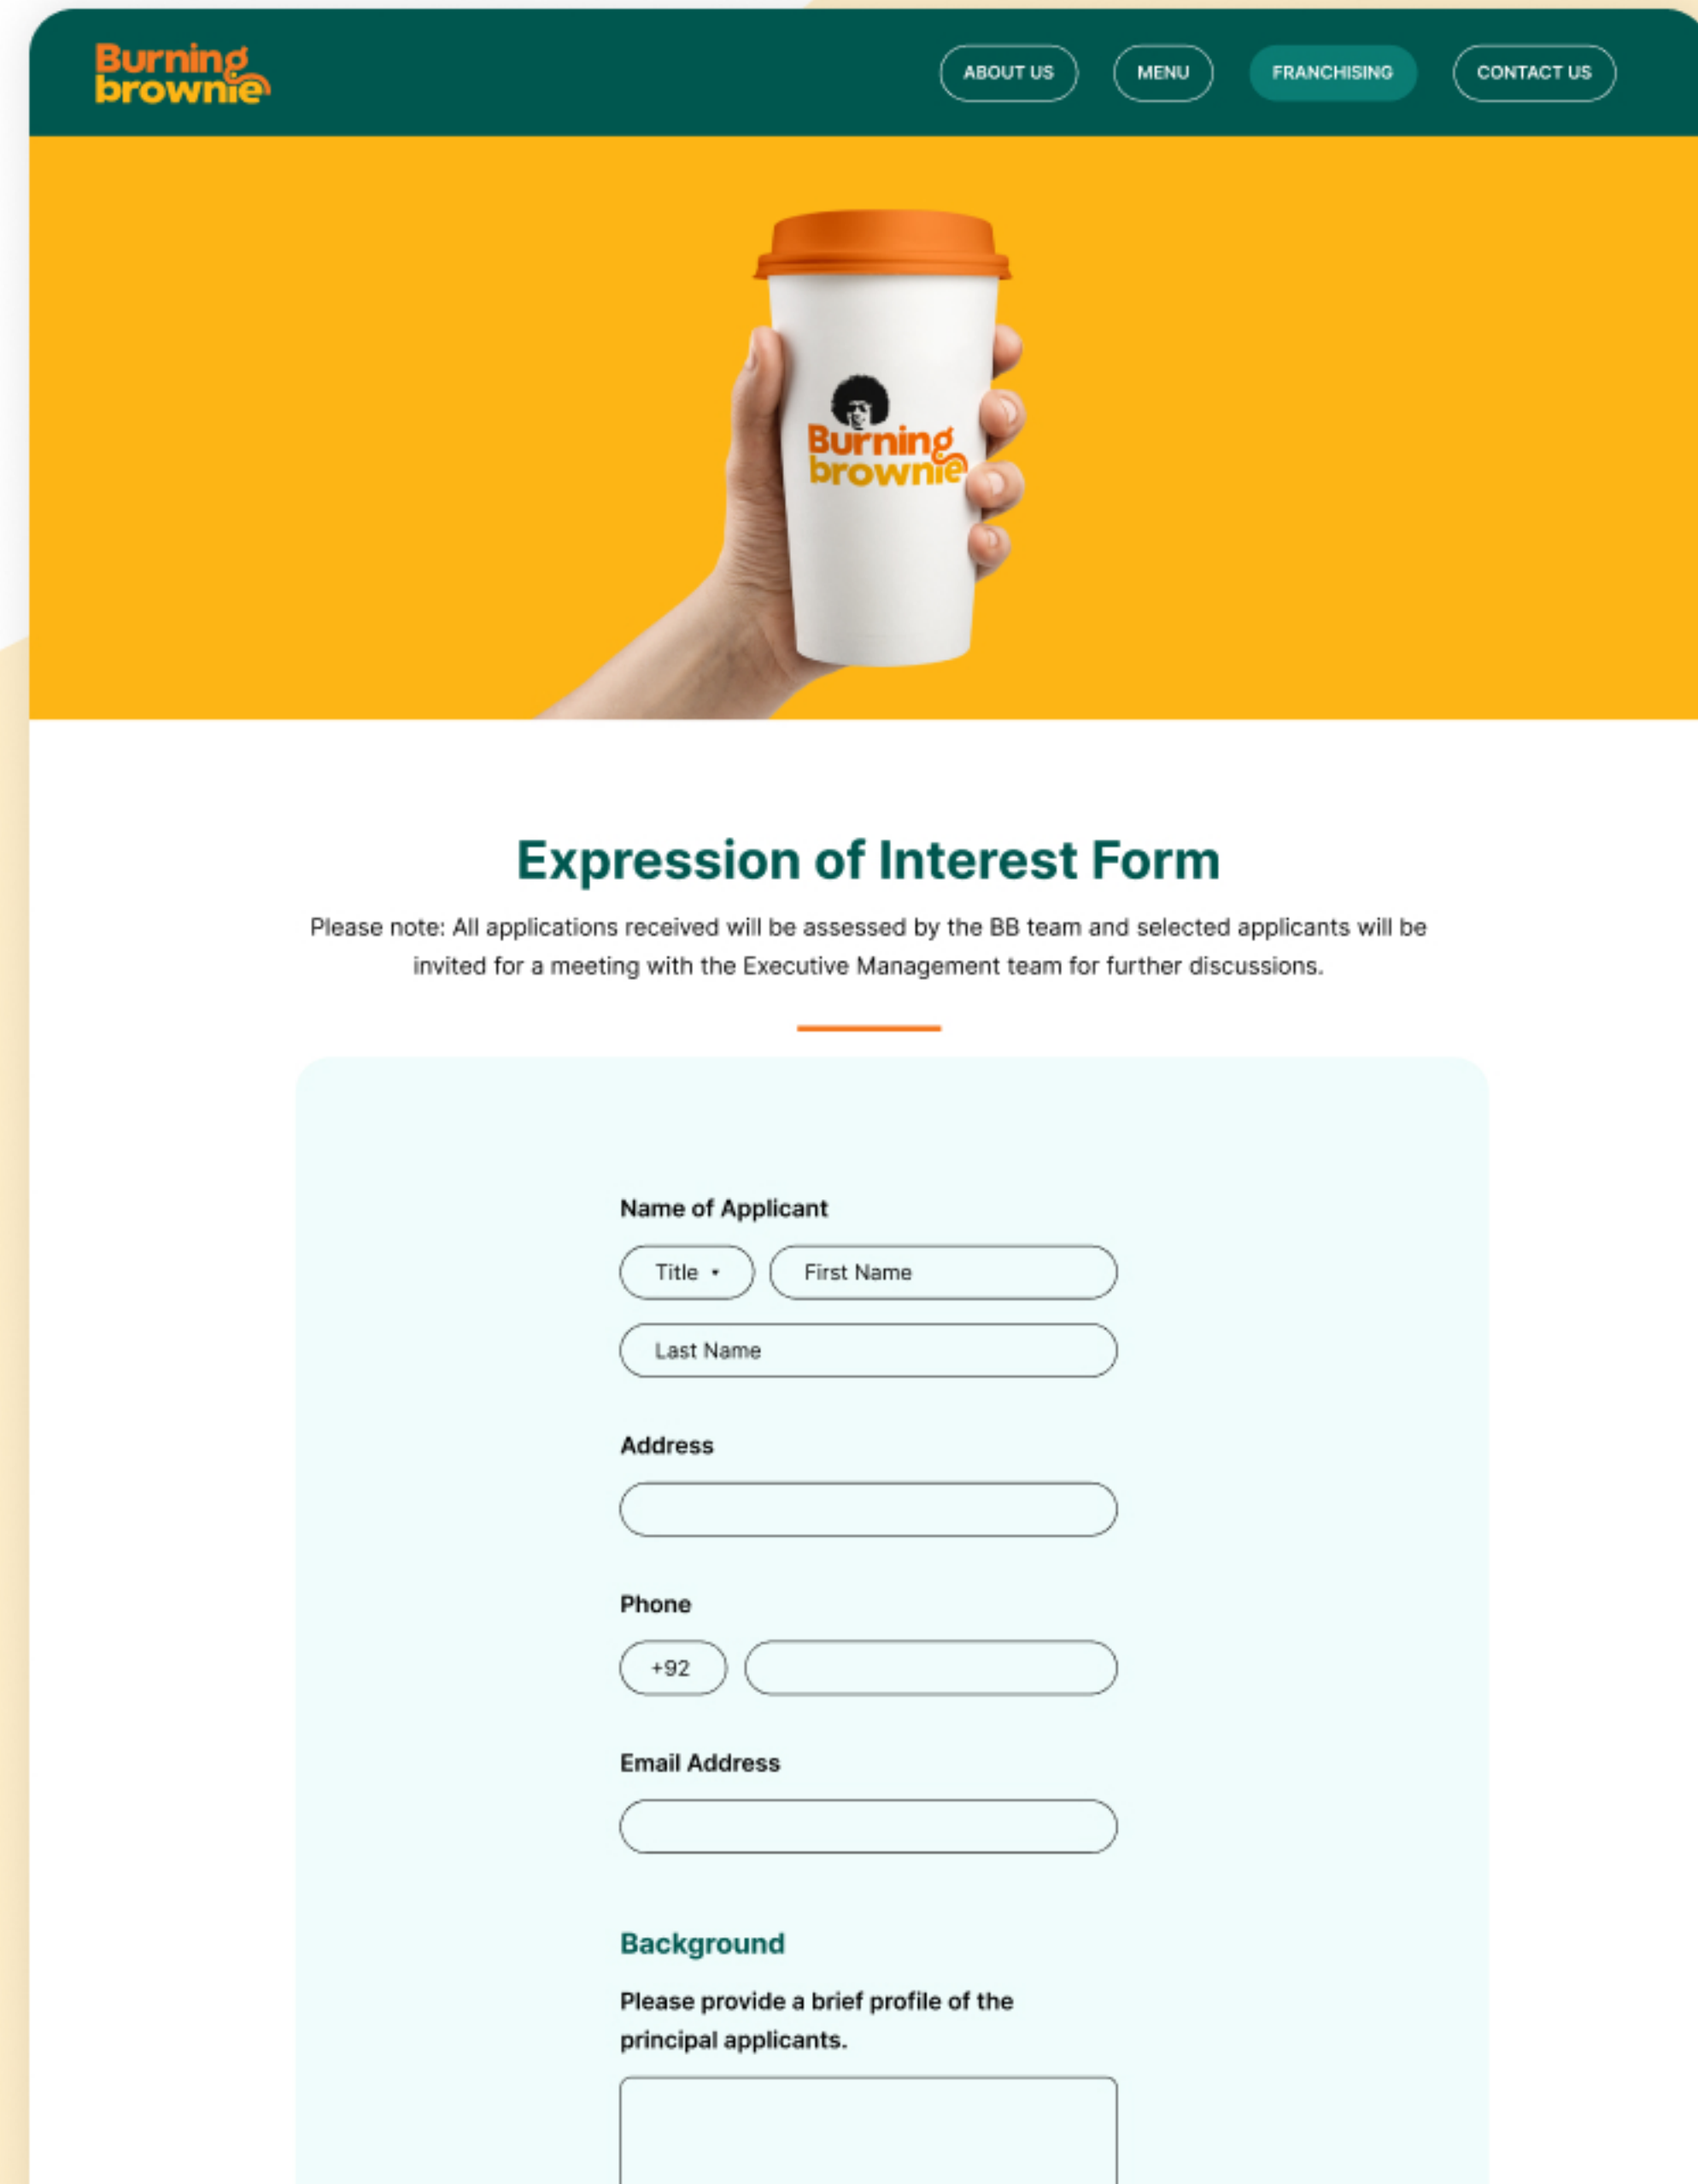 Burning
brownie
ABOUT US
MENU
FRANCHISING
CONTACT US
Burning
brownie
Expression of Interest Form
Please note: All applications received will be assessed by the BB team and selected applicants will be
invited for a meeting with the Executive Management team for further discussions.
Name of Applicant
Title
First Name
Last Name
Address
Phone
+92
Email Address
Background
Please provide a brief profile of the
principal applicants.